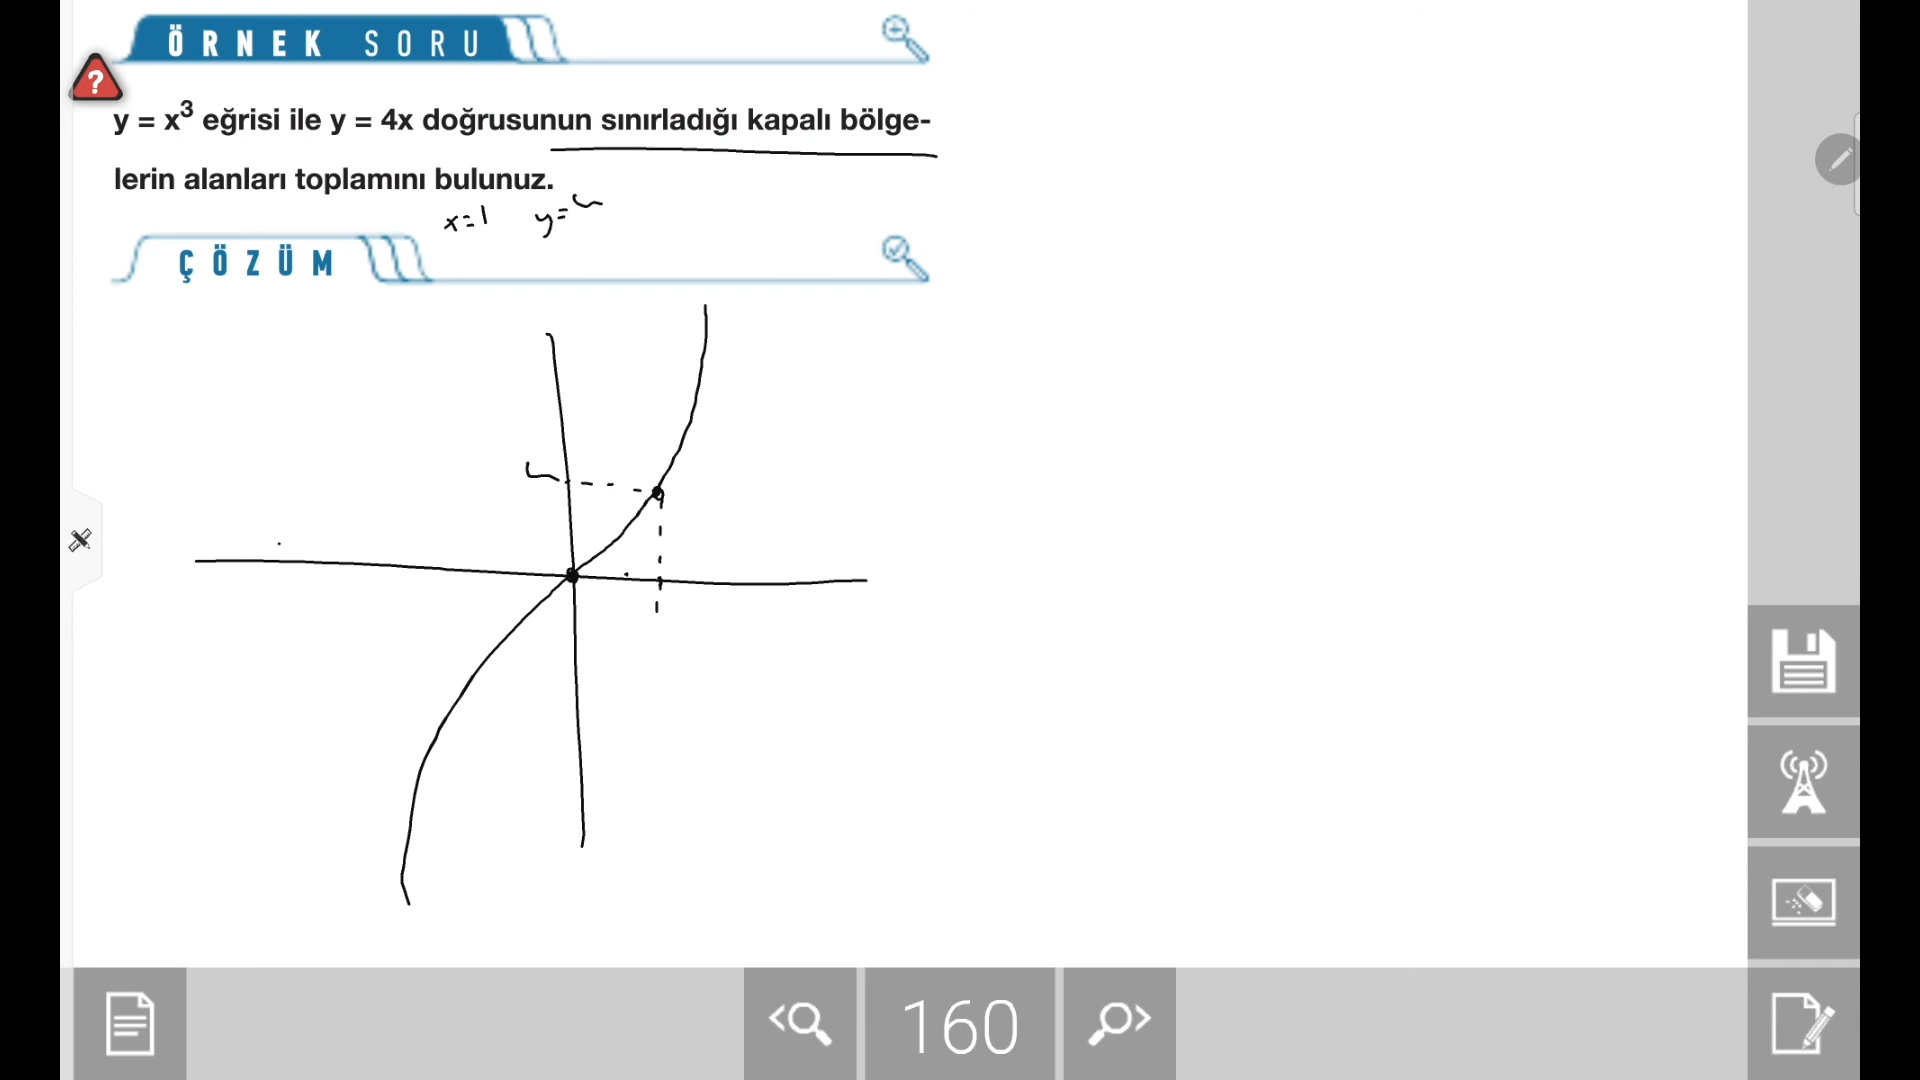 ÖRNEK SORU
?
y = x³ eğrisi ile y = 4x doğrusunun sınırladığı kapalı bölge-
lerin alanları toplamını bulunuz.
x=1 y=4
ÇÖZÜM
4
160